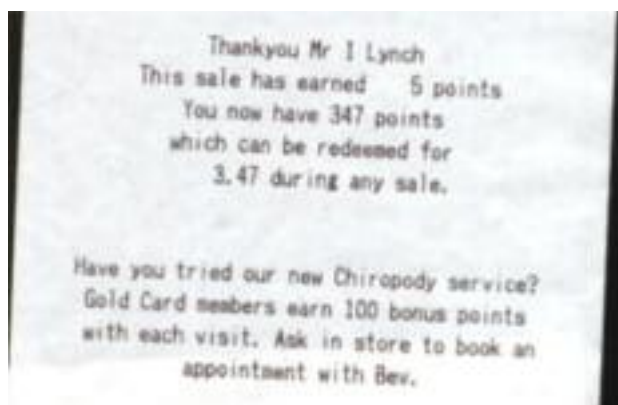 Thankyou Mr I Lynch
This sale has earned 5 points
You now have 347 points
which can be redeemed for
3.47 during any sale.
Have you tried our new Chiropody service?
Gold Card members earn 100 bonus points
with each visit. Ask in store to book an
appointment with Bev.